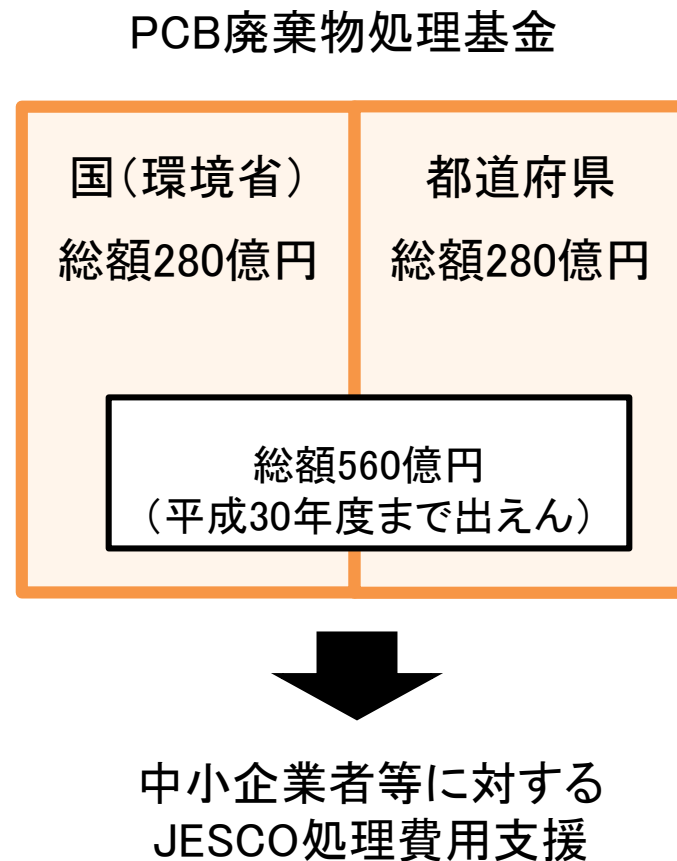 PCB廃棄物処理基金
国（環境省）
総額280億円
都道府県
総額280億円
総額560億円
（平成30年度まで出えん）
中小企業者等に対する
JESCO処理費用支援